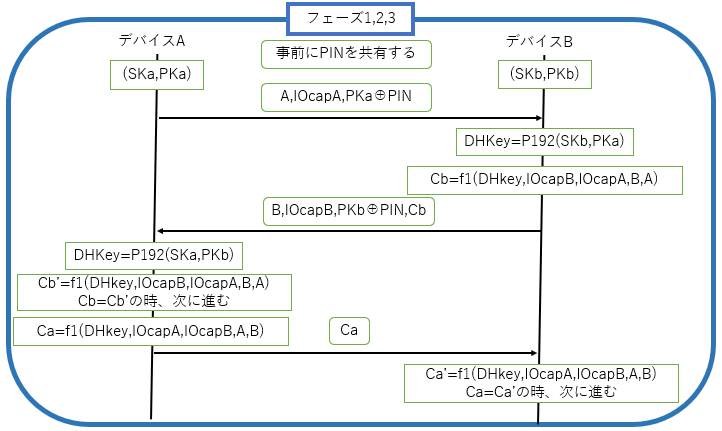 フェーズ1,2,3
デバイスA
デバイスB
事前にPINを共有する
(SKa,PKa)
(SKb,PKb)
A,IOcapA,PKa⊕PIN
DHKey=P192(SKb,PKa)
Cb=f1(DHkey,IOcapB,IOcapA,B,A)
B,IOcapB,PKb⊕PIN,Cb
DHKey=P192(SKa,PKb)
Cb’=f1(DHkey,IOcapB,IOcapA,B,A)
Cb=Cb’の時、次に進む
Ca=f1(DHkey,IOcapA,IOcapB,A,B)
Ca
Ca’=f1(DHkey,IOcapA,IOcapB,A,B)
Ca=Ca’の時、次に進む